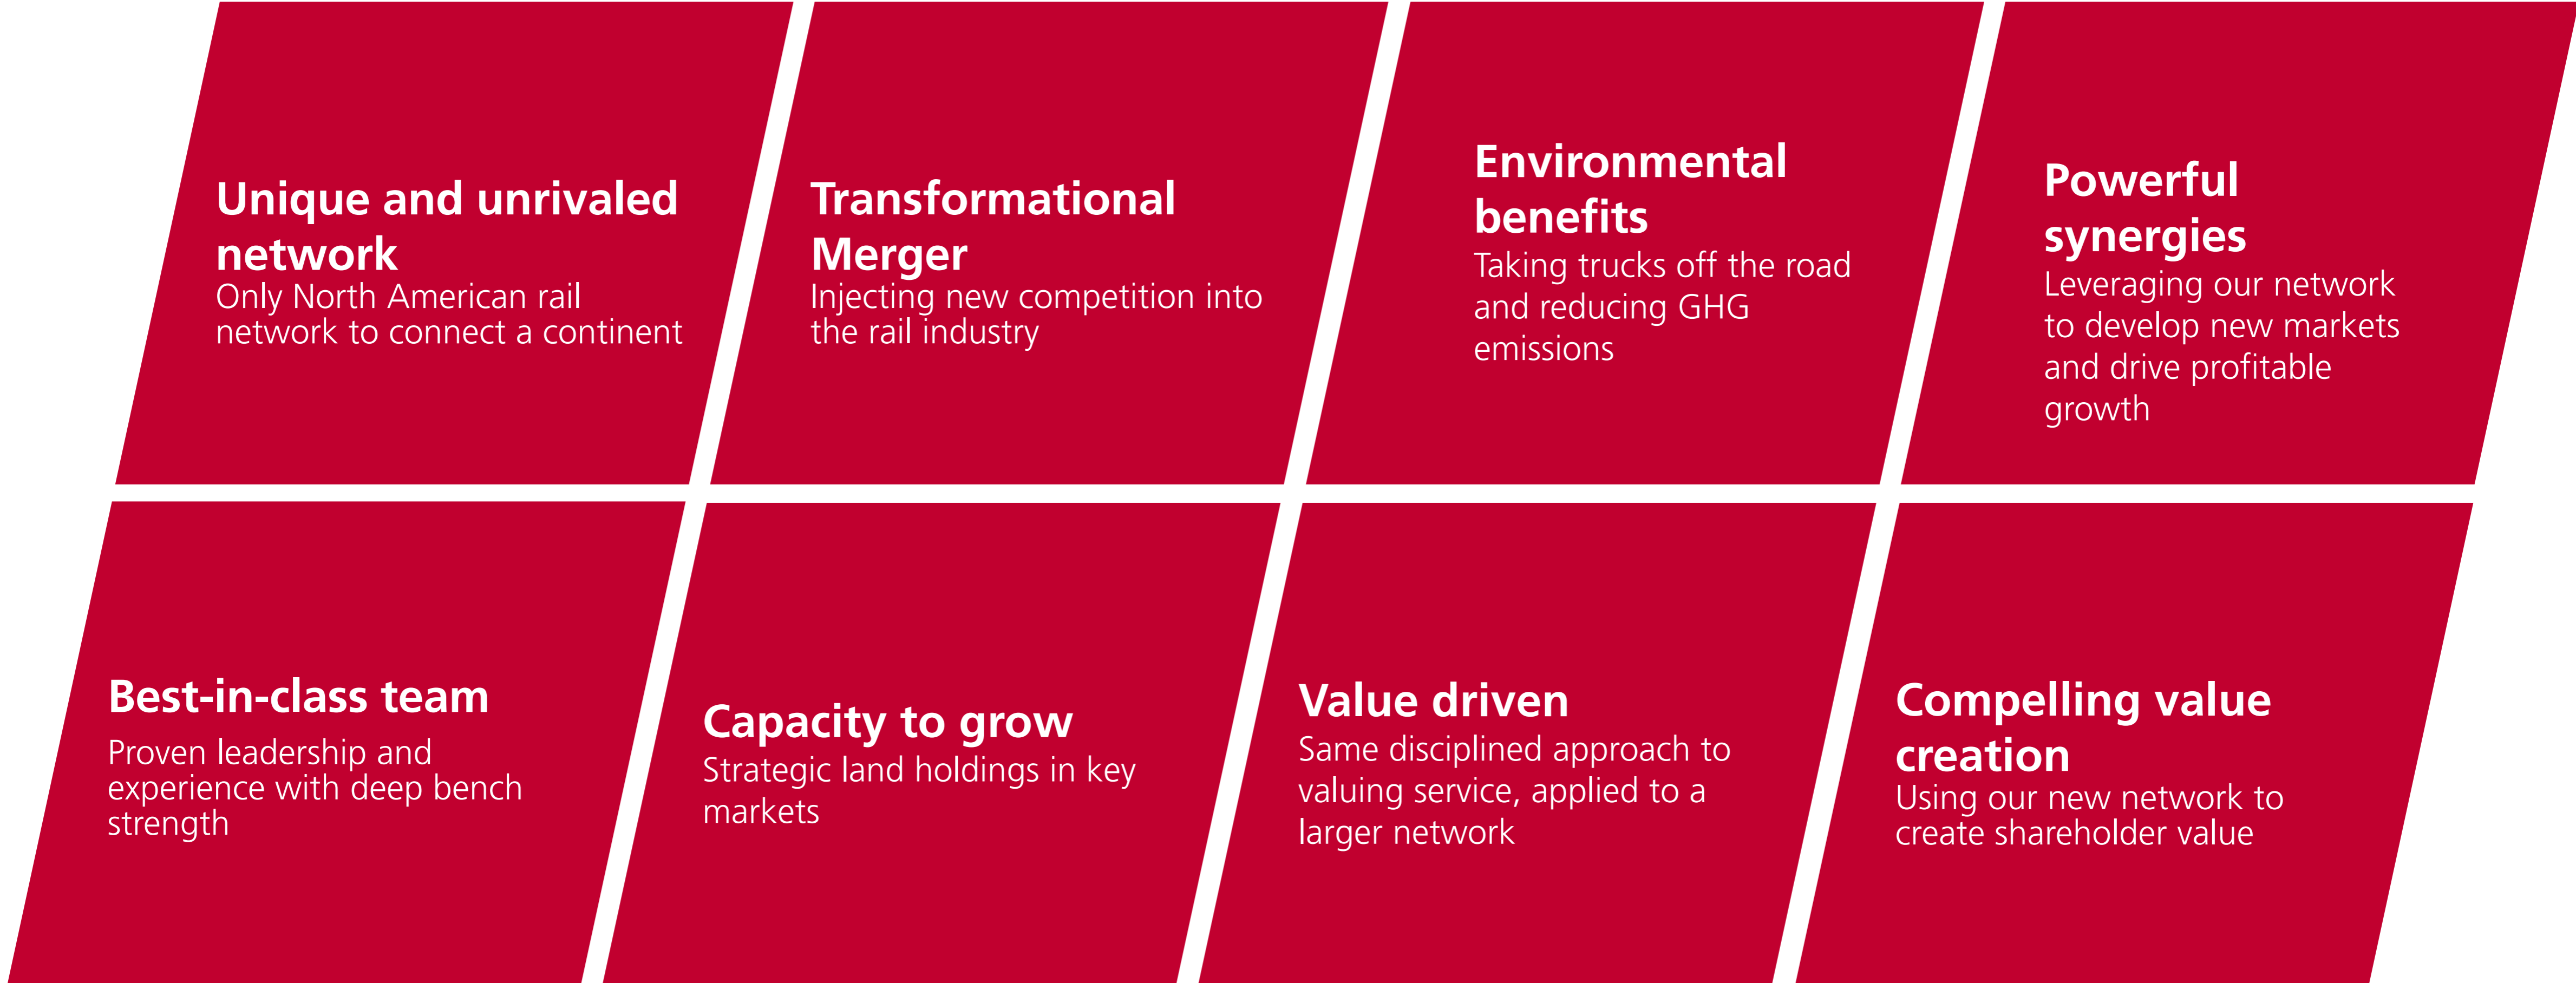 Unique and unrivaled
network
Only North American rail
network to connect a continent
Transformational
Merger
Injecting new competition into
the rail industry
Environmental
benefits
Taking trucks off the road
and reducing GHG
emissions
Powerful
synergies
Leveraging our network
to develop new markets
and drive profitable
growth
Best-in-class team
Proven leadership and
experience with deep bench
strength
Capacity to grow
Strategic land holdings in key
markets
Value driven
Same disciplined approach to
valuing service, applied to a
larger network
Compelling value
creation
Using our new network to
create shareholder value